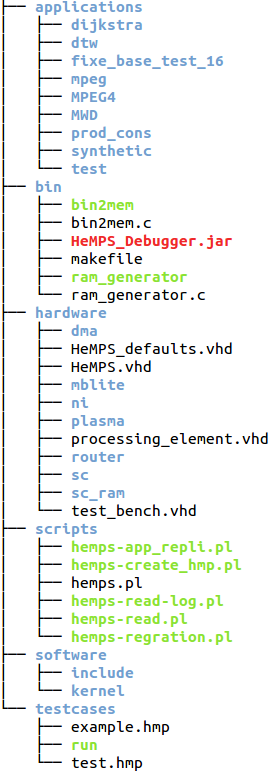 ├── applications
│   ├── dijkstra
│   ├── dtw
│   ├── fixe_base_test_16
│   ├── mpeg
│   ├── MPEG4
│   ├── MWD
│   ├── prod_cons
│   ├── synthetic
│   └── test
├── bin
│   ├── bin2mem
│   ├── bin2mem.c
│   ├── HeMPS_Debugger.jar
│   ├── makefile
│   ├── ram_generator
│   └── ram_generator.c
├── hardware
│   ├── dma
│   ├── HeMPS_defaults.vhd
│   ├── HeMPS.vhd
│   ├── mblite
│   ├── ni
│   ├── plasma
│   ├── processing_element.vhd
│   ├── router
│   ├── sc
│   ├── sc_ram
│   └── test_bench.vhd
├── scripts
│   ├── hemps-app_repli.pl
│   ├── hemps-create_hmp.pl
│   ├── hemps.pl
│   ├── hemps-read-log.pl
│   ├── hemps-read.pl
│   └── hemps-regration.pl
├── software
│   ├── include
│   └── kernel
└── testcases
    ├── example.hmp
    ├── run
    └── test.hmp